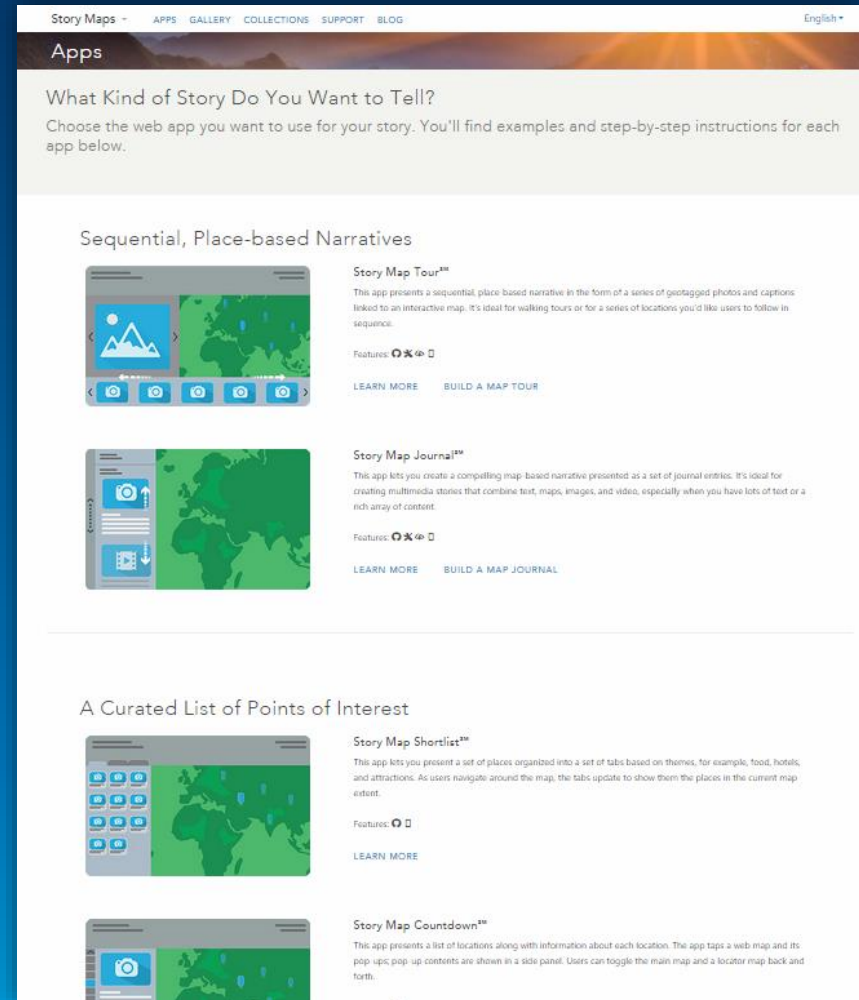 Story Maps APPS GALLERY COLLECTIONS SUPPORT BLOG English
Apps
What Kind of Story Do You Want to Tell?
Choose the web app you want to use for your story. You'll find examples and step-by-step instructions for each
app below.
Sequential, Place-based Narratives
Story Map Tour℠
This app presents a sequential, place-based narrative in the form of a series of geotagged photos and captions
linked to an interactive map. It's ideal for walking tours or for a series of locations you'd like users to follow in
sequence.
Features:
LEARN MORE BUILD A MAP TOUR
Story Map Journal℠
This app lets you create a compelling map-based narrative presented as a set of journal entries. It's ideal for
creating multimedia stories that combine text, maps, images, and video, especially when you have lots of text or a
rich array of content.
Features:
LEARN MORE BUILD A MAP JOURNAL
A Curated List of Points of Interest
Story Map Shortlist℠
This app lets you present a set of places organized into a set of tabs based on themes, for example, food, hotels,
and attractions. As users navigate around the map, the tabs update to show them the places in the current map
extent.
Features:
LEARN MORE
Story Map Countdown℠
This app presents a list of locations along with information about each location. The app taps a web map and its
pop-ups; pop-up contents are shown in a side panel. Users can toggle the main map and a locator map back and
forth.